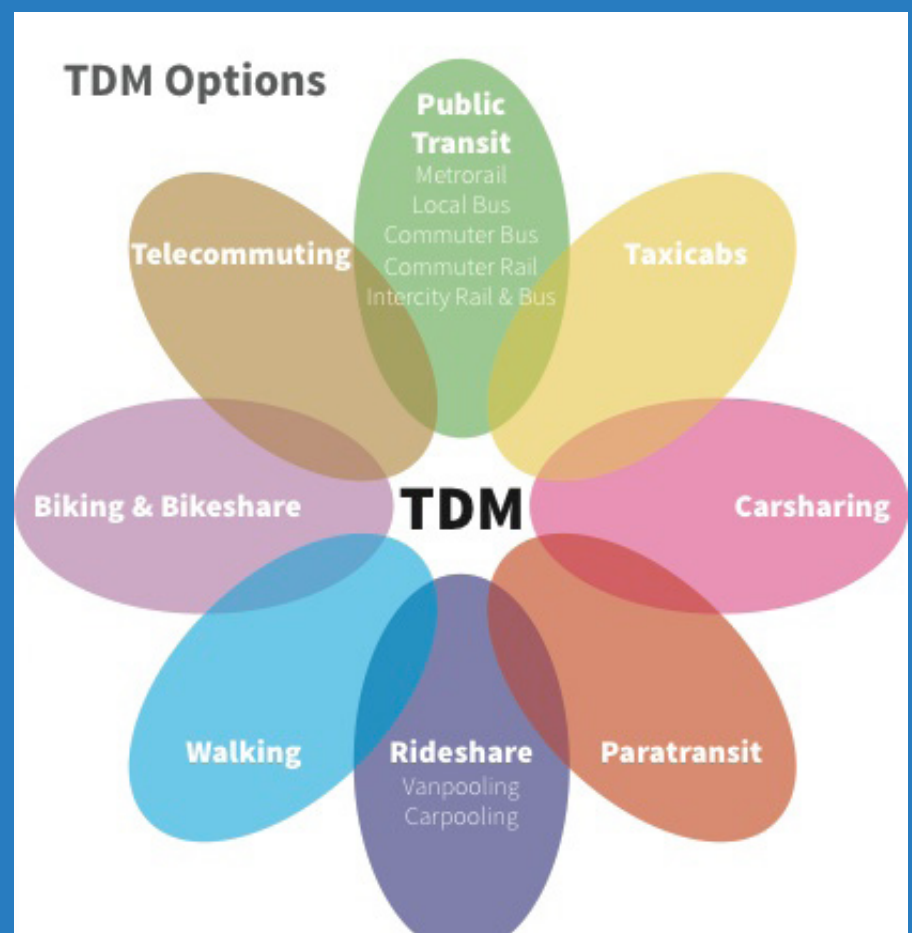 TDM Options
Public
Transit
Metrorail
Local Bus
Commuter Bus
Commuter Rail
Intercity Rail & Bus
Telecommuting
Taxicabs
Biking & Bikeshare
TDM
Carsharing
Walking
Rideshare
Vanpooling
Carpooling
Paratransit